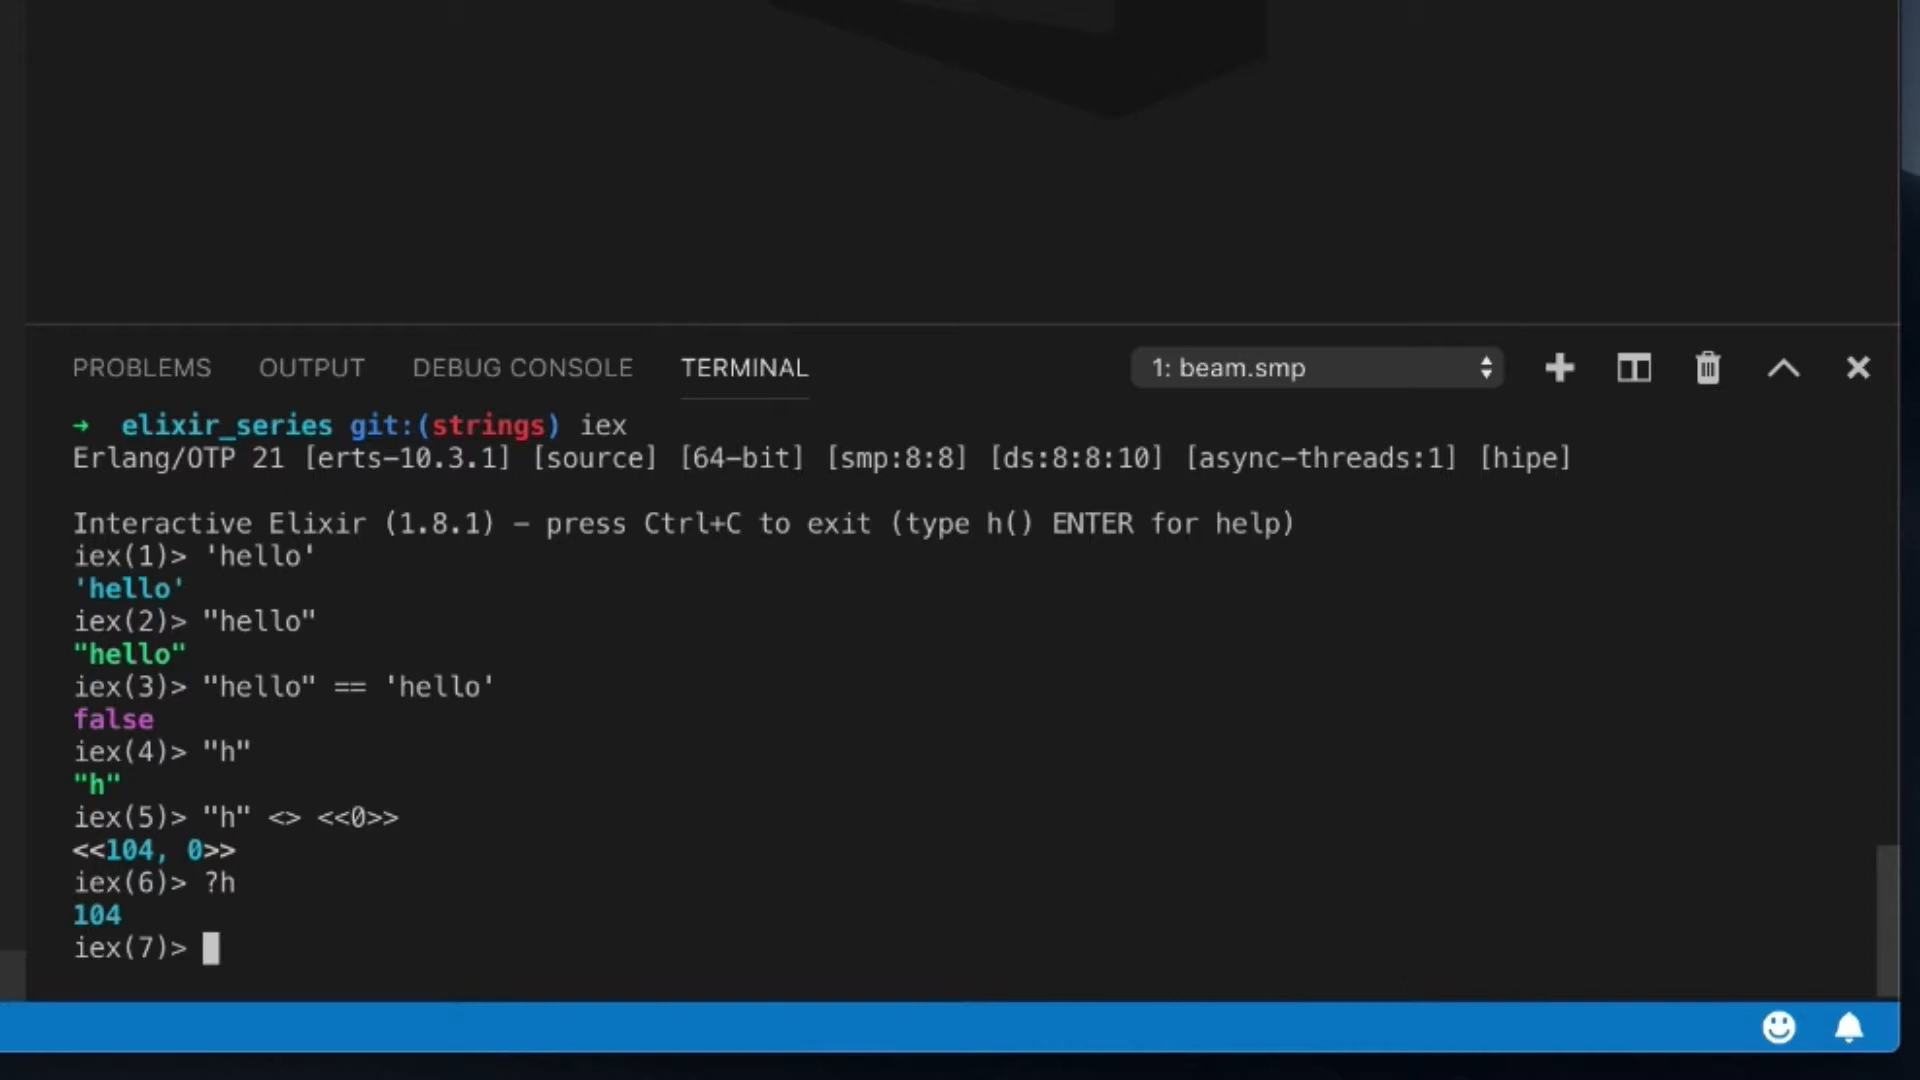 PROBLEMS OUTPUT DEBUG CONSOLE TERMINAL 1: beam.smp
→ elixir_series git:(strings) iex
Erlang/OTP 21 [erts-10.3.1] [source] [64-bit] [smp:8:8] [ds:8:8:10] [async-threads:1] [hipe]
Interactive Elixir (1.8.1) - press Ctrl+C to exit (type h() ENTER for help)
iex(1)> 'hello'
'hello'
iex(2)> "hello"
"hello"
iex(3)> "hello" == 'hello'
false
iex(4)> "h"
"h"
iex(5)> "h" <> <<0>>
<<104, 0>>
iex(6)> ?h
104
iex(7)>